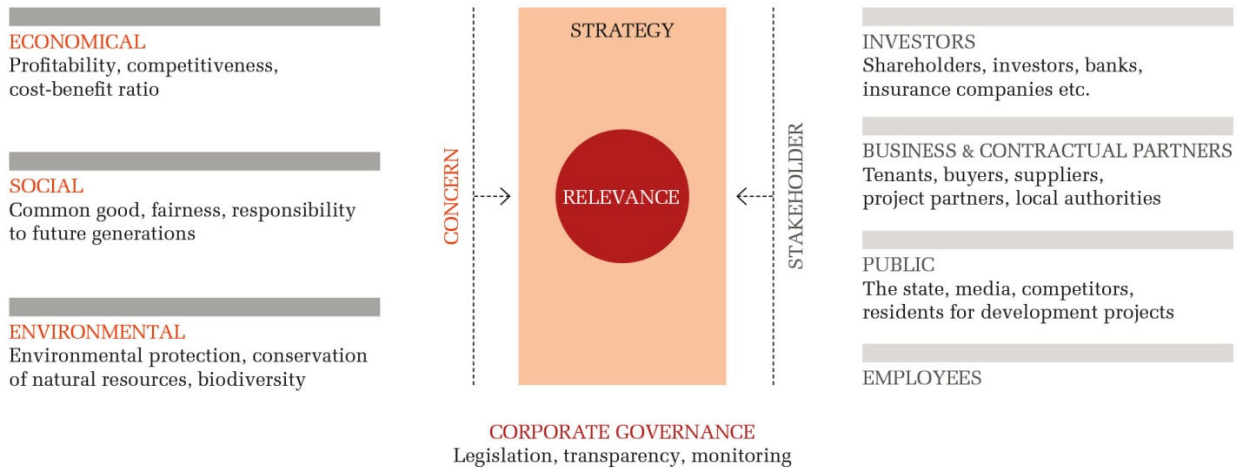 ECONOMICAL
Profitability, competitiveness,
cost-benefit ratio
SOCIAL
Common good, fairness, responsibility
to future generations
ENVIRONMENTAL
Environmental protection, conservation
of natural resources, biodiversity
CONCERN
STRATEGY
RELEVANCE
STAKEHOLDER
INVESTORS
Shareholders, investors, banks,
insurance companies etc.
BUSINESS & CONTRACTUAL PARTNERS
Tenants, buyers, suppliers,
project partners, local authorities
PUBLIC
The state, media, competitors,
residents for development projects
EMPLOYEES
CORPORATE GOVERNANCE
Legislation, transparency, monitoring